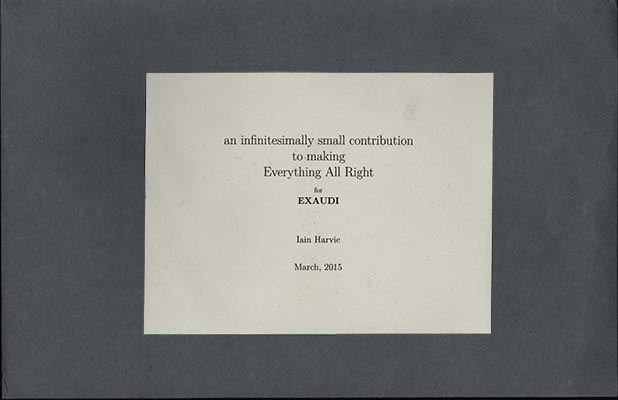 an infinitesimally small contribution
to making
Everything All Right
for
EXAUDI
Iain Harvie
March, 2015